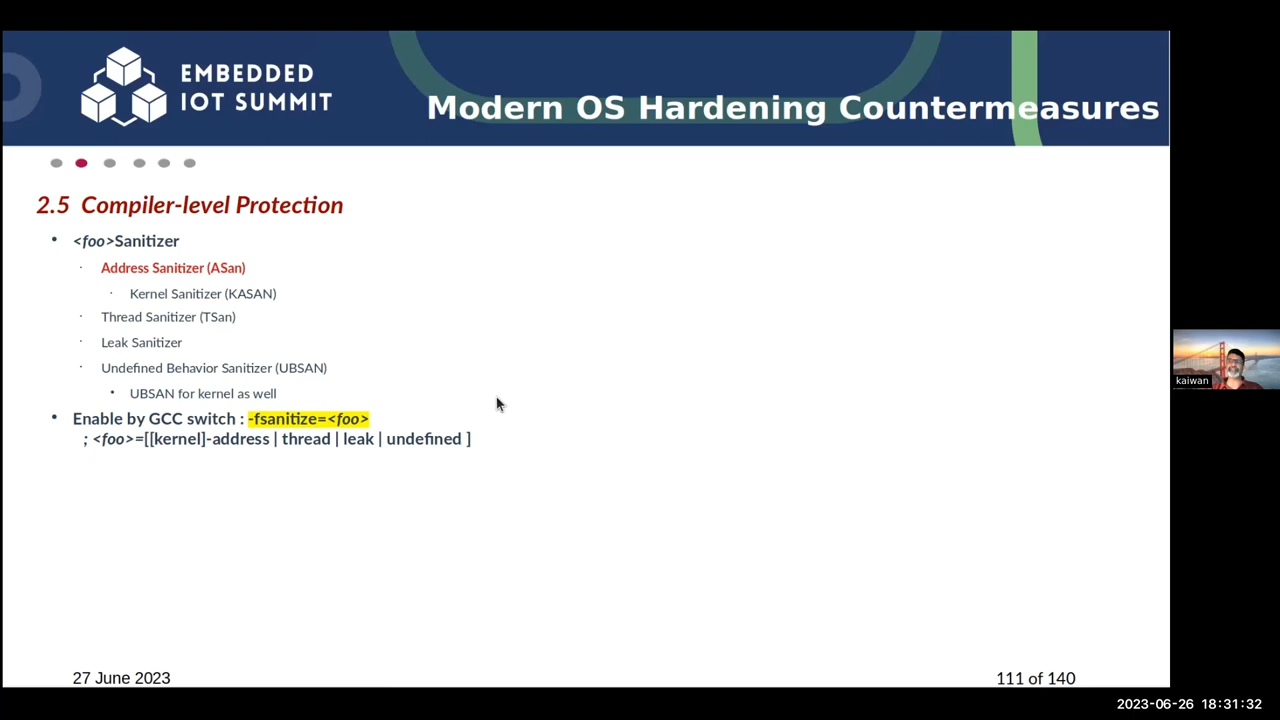 EMBEDDED
IOT SUMMIT
Modern OS Hardening Countermeasures
2.5 Compiler-level Protection
• <foo>Sanitizer
· Address Sanitizer (ASan)
· Kernel Sanitizer (KASAN)
· Thread Sanitizer (TSan)
· Leak Sanitizer
· Undefined Behavior Sanitizer (UBSAN)
• UBSAN for kernel as well
• Enable by GCC switch : -fsanitize=<foo>
; <foo>=[[kernel]-address | thread | leak | undefined ]
kaiwan
27 June 2023
111 of 140
2023-06-26 18:31:32